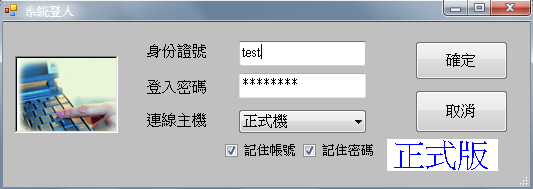 系統登入
身份證號 test
確定
登入密碼 ********
連線主機 正式機
取消
記住帳號 記住密碼
正式版